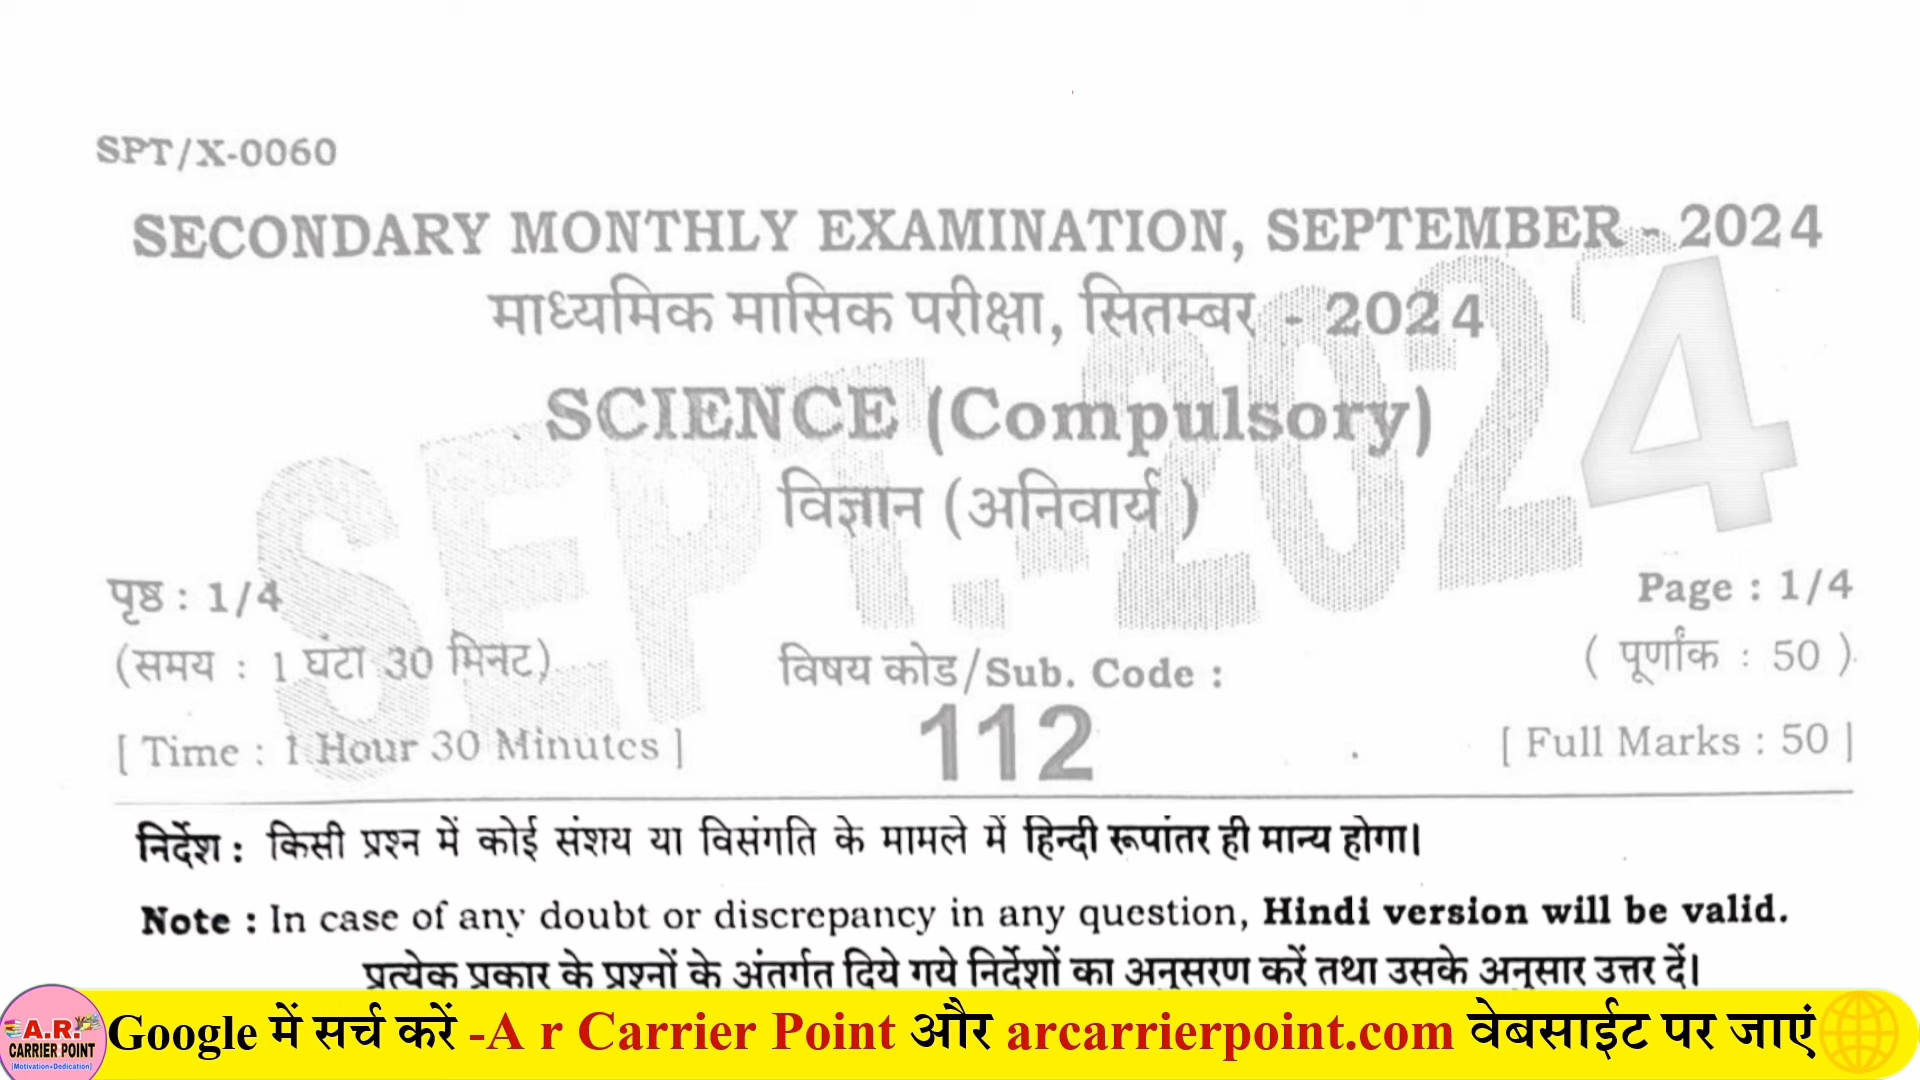 SPT/X-0060
SECONDARY MONTHLY EXAMINATION, SEPTEMBER - 2024
माध्यमिक मासिक परीक्षा, सितम्बर - 2024
SCIENCE (Compulsory)
विज्ञान (अनिवार्य )
SEPT.-2024
पृष्ठ : 1/4
Page : 1/4
(समय : 1 घंटा 30 मिनट)
विषय कोड/Sub. Code :
( पूर्णांक : 50 )
[ Time : 1 Hour 30 Minutes ]
112
[ Full Marks : 50 ]
निर्देश : किसी प्रश्न में कोई संशय या विसंगति के मामले में हिन्दी रूपांतर ही मान्य होगा।
Note : In case of any doubt or discrepancy in any question, Hindi version will be valid.
प्रत्येक प्रकार के प्रश्नों के अंतर्गत दिये गये निर्देशों का अनुसरण करें तथा उसके अनुसार उत्तर दें।
A.R.
CARRIER POINT
[Motivation+Dedication]
Google में सर्च करें -A r Carrier Point और arcarrierpoint.com वेबसाईट पर जाएं